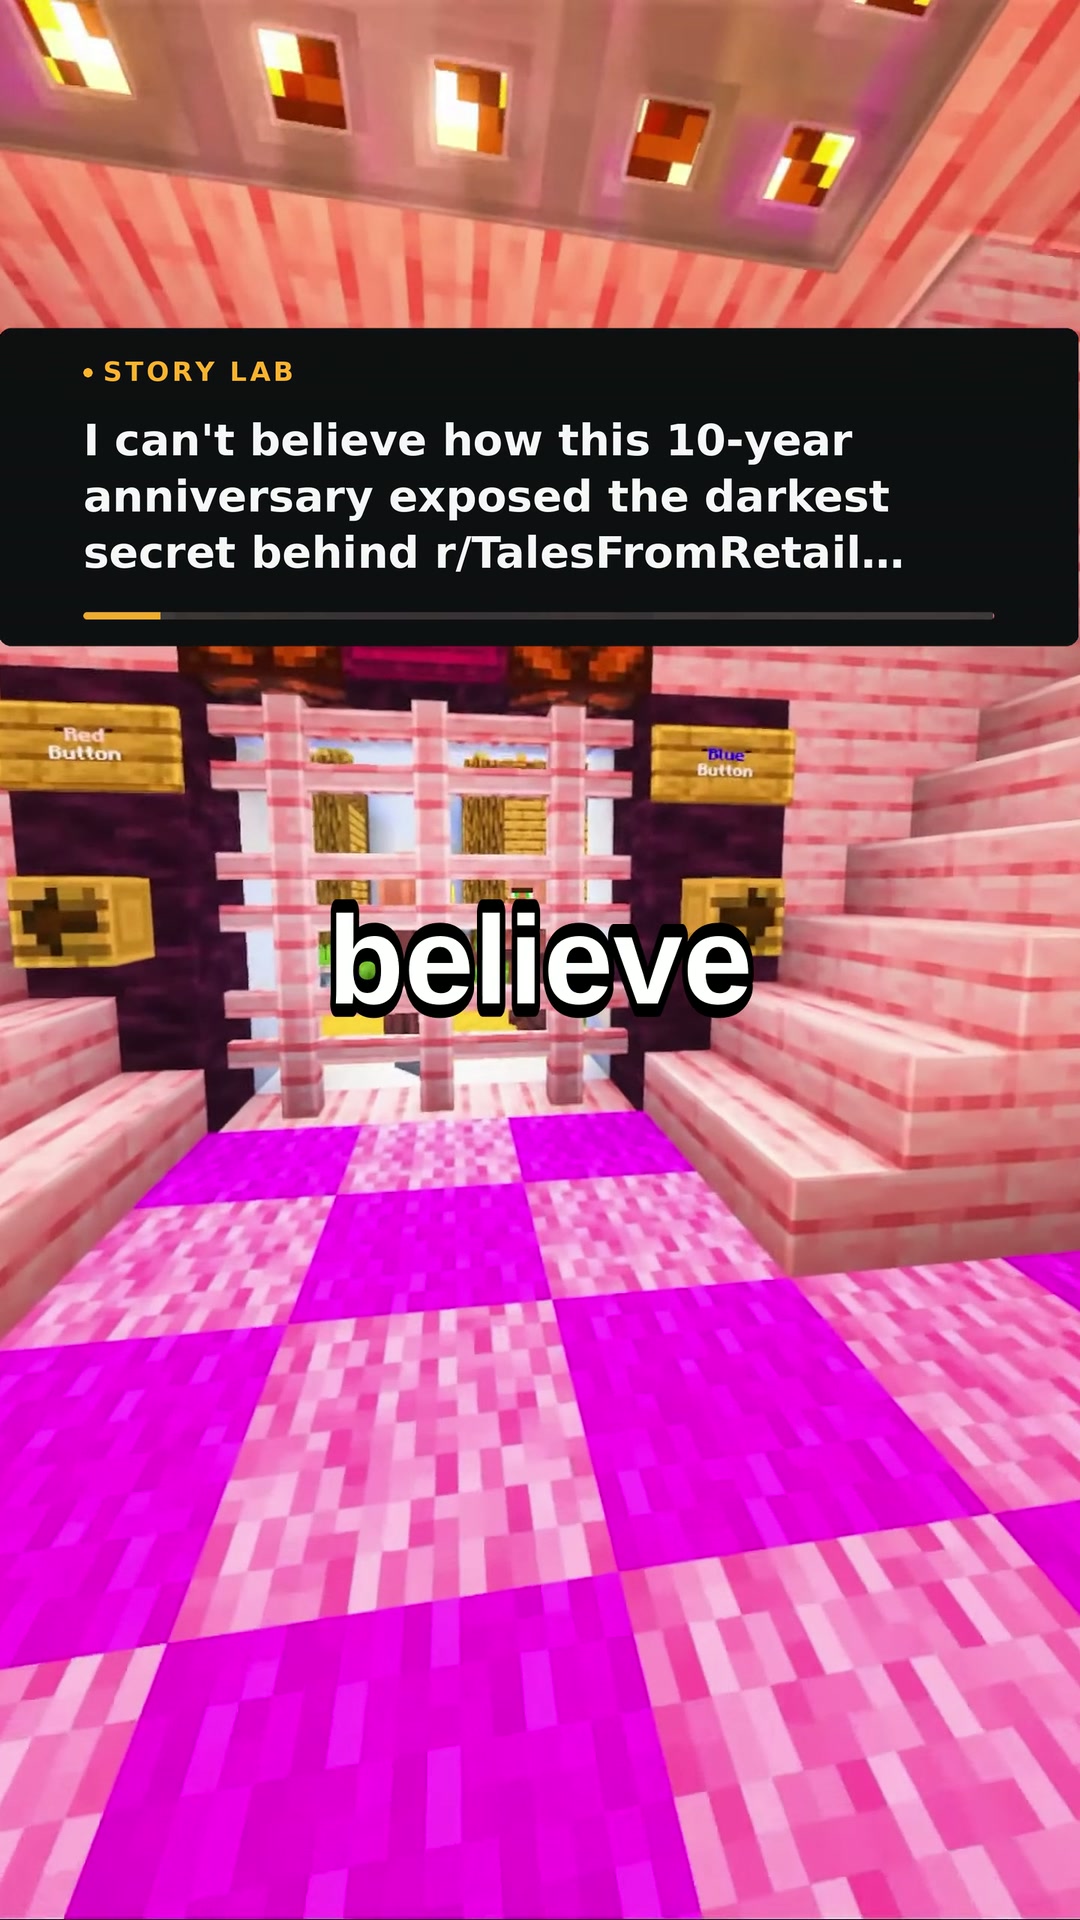 • STORY LAB
I can't believe how this 10-year
anniversary exposed the darkest
secret behind r/TalesFromRetail...
Red
Button
"Blue"
Button
believe